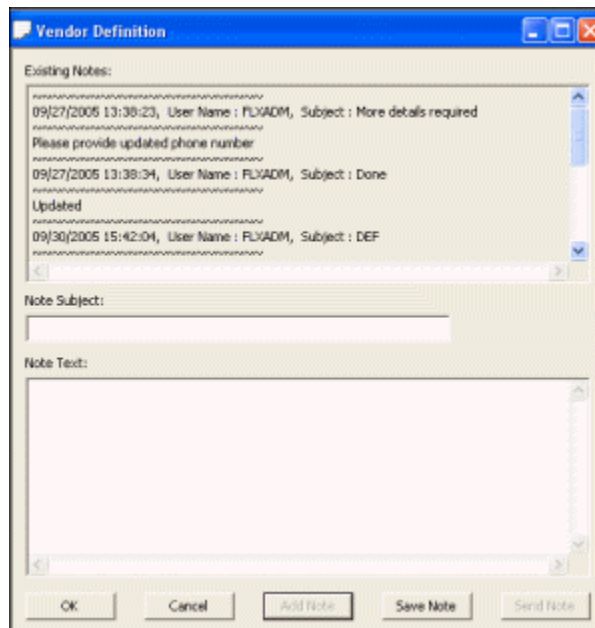 Vendor Definition
Existing Notes:
~~~~~~~~~~~~~~~~~~~~~~~~~~~~~~
09/27/2005 13:38:23, User Name : FLXADM, Subject : More details required
~~~~~~~~~~~~~~~~~~~~~~~~~~~~~~
Please provide updated phone number
~~~~~~~~~~~~~~~~~~~~~~~~~~~~~~
09/27/2005 13:38:34, User Name : FLXADM, Subject : Done
~~~~~~~~~~~~~~~~~~~~~~~~~~~~~~
Updated
~~~~~~~~~~~~~~~~~~~~~~~~~~~~~~
09/30/2005 15:42:04, User Name : FLXADM, Subject : DEF
~~~~~~~~~~~~~~~~~~~~~~~~~~~~~~
Note Subject:
Note Text:
OK Cancel Add Note Save Note Send Note